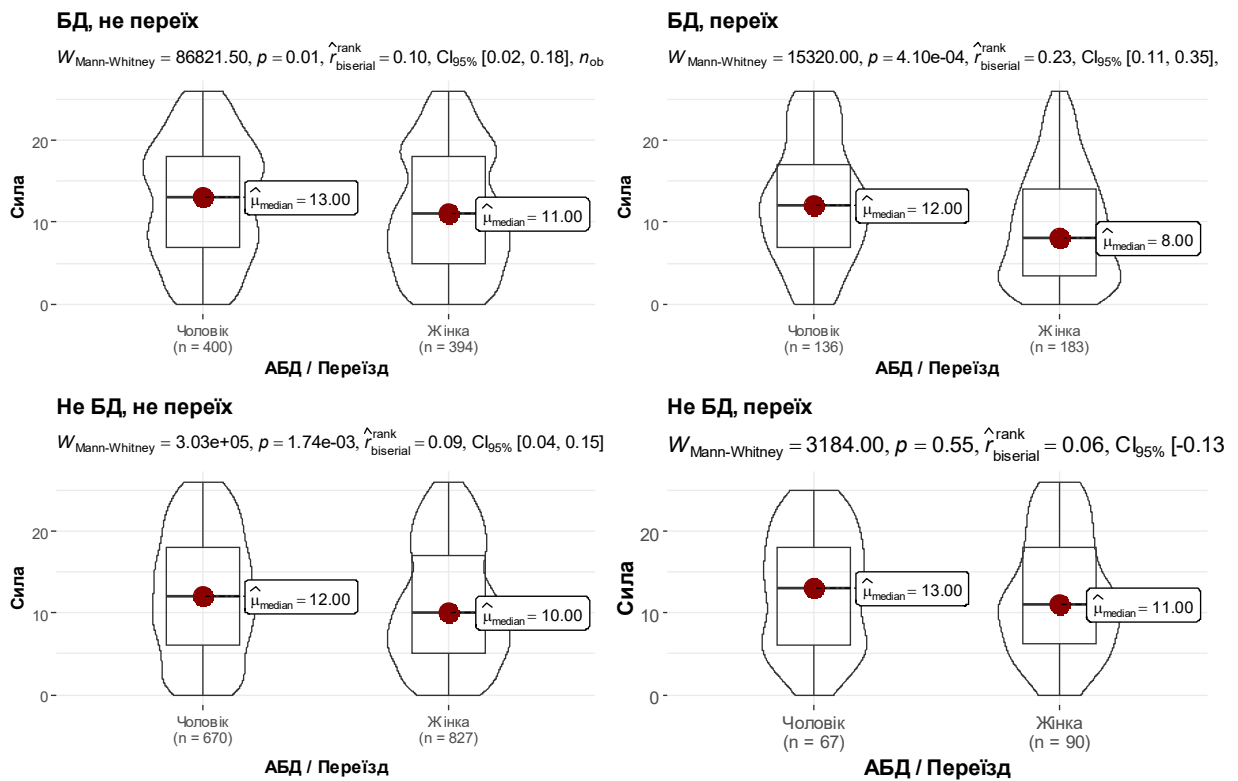 БД, не переїх
W Mann-Whitney = 86821.50, p = 0.01, r̂ rank biserial = 0.10, CI95% [0.02, 0.18], nob
Сила
20
10
0
μ̂median = 13.00
μ̂median = 11.00
Чоловік
(n = 400)
Жінка
(n = 394)
АБД / Переїзд
БД, переїх
W Mann-Whitney = 15320.00, p = 4.10e-04, r̂ rank biserial = 0.23, CI95% [0.11, 0.35],
Сила
20
10
0
μ̂median = 12.00
μ̂median = 8.00
Чоловік
(n = 136)
Жінка
(n = 183)
АБД / Переїзд
Не БД, не переїх
W Mann-Whitney = 3.03e+05, p = 1.74e-03, r̂ rank biserial = 0.09, CI95% [0.04, 0.15]
Сила
20
10
0
μ̂median = 12.00
μ̂median = 10.00
Чоловік
(n = 670)
Жінка
(n = 827)
АБД / Переїзд
Не БД, переїх
W Mann-Whitney = 3184.00, p = 0.55, r̂ rank biserial = 0.06, CI95% [-0.13
Сила
20
10
0
μ̂median = 13.00
μ̂median = 11.00
Чоловік
(n = 67)
Жінка
(n = 90)
АБД / Переїзд